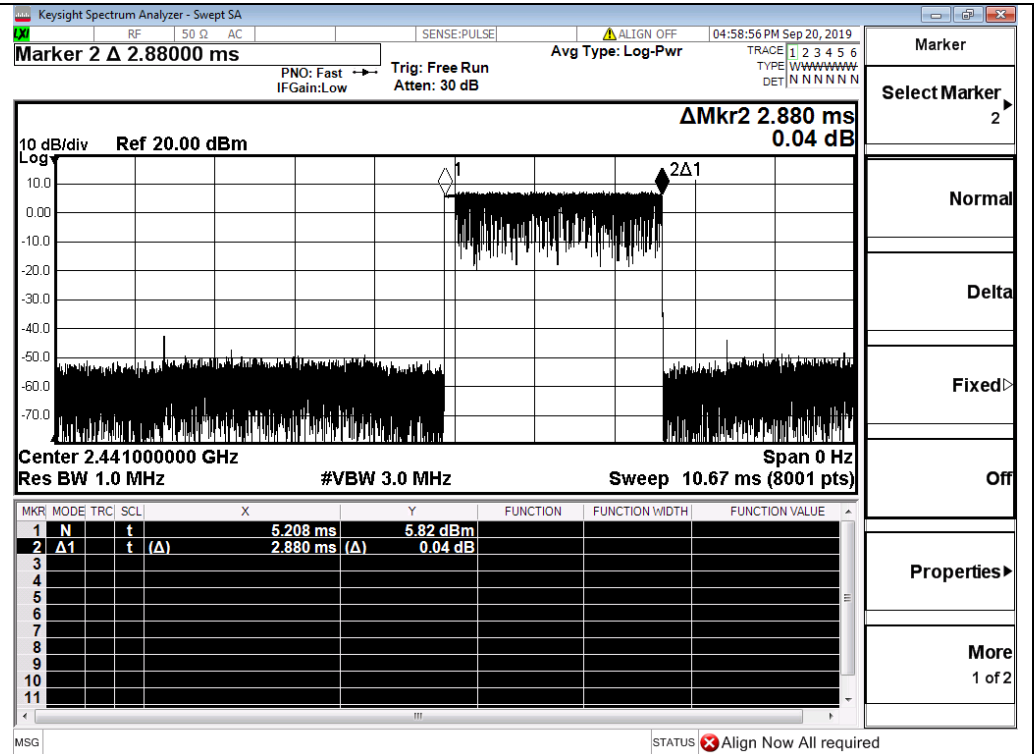 Keysight Spectrum Analyzer - Swept SA
LXI RF 50 Ω AC SENSE:PULSE ALIGN OFF 04:58:56 PM Sep 20, 2019
Marker 2 Δ 2.88000 ms
PNO: Fast
IFGain:Low
Trig: Free Run
Atten: 30 dB
Avg Type: Log-Pwr
TRACE 1 2 3 4 5 6
TYPE WWWWWW
DET N N N N N N
ΔMkr2 2.880 ms
0.04 dB
10 dB/div Ref 20.00 dBm
Log
10.0
0.00
-10.0
-20.0
-30.0
-40.0
-50.0
-60.0
-70.0
1
2Δ1
Center 2.441000000 GHz Span 0 Hz
Res BW 1.0 MHz #VBW 3.0 MHz Sweep 10.67 ms (8001 pts)
MKR MODE TRC SCL X Y FUNCTION FUNCTION WIDTH FUNCTION VALUE
1 N t 5.208 ms 5.82 dBm
2 Δ1 t (Δ) 2.880 ms (Δ) 0.04 dB
3
4
5
6
7
8
9
10
11
MSG STATUS Align Now All required
Marker
Select Marker
2
Normal
Delta
Fixed
Off
Properties
More
1 of 2